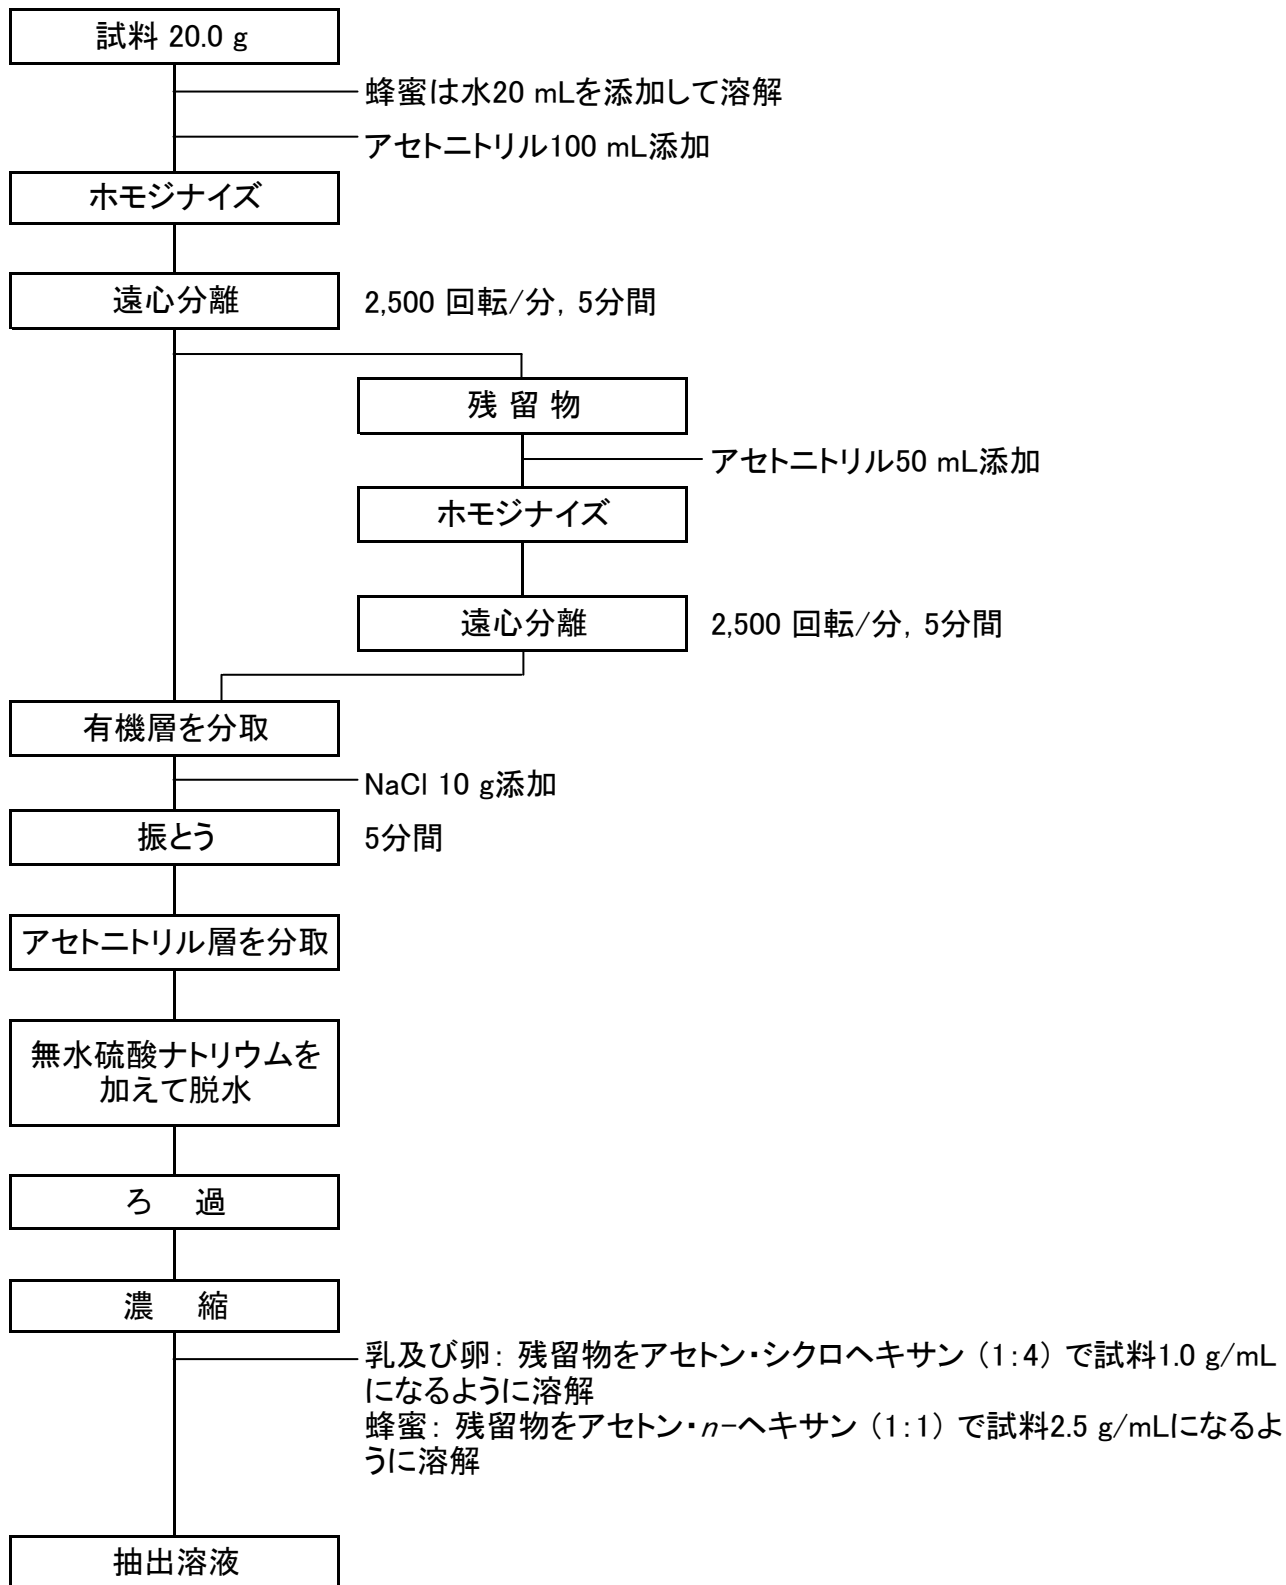 試料 20.0 g
蜂蜜は水20 mLを添加して溶解
アセトニトリル100 mL添加
ホモジナイズ
遠心分離
2,500 回転/分, 5分間
残 留 物
アセトニトリル50 mL添加
ホモジナイズ
遠心分離
2,500 回転/分, 5分間
有機層を分取
NaCl 10 g添加
振とう
5分間
アセトニトリル層を分取
無水硫酸ナトリウムを
加えて脱水
ろ　過
濃　縮
乳及び卵: 残留物をアセトン・シクロヘキサン (1:4) で試料1.0 g/mL
になるように溶解
蜂蜜: 残留物をアセトン・n-ヘキサン (1:1) で試料2.5 g/mLになるよ
うに溶解
抽出溶液